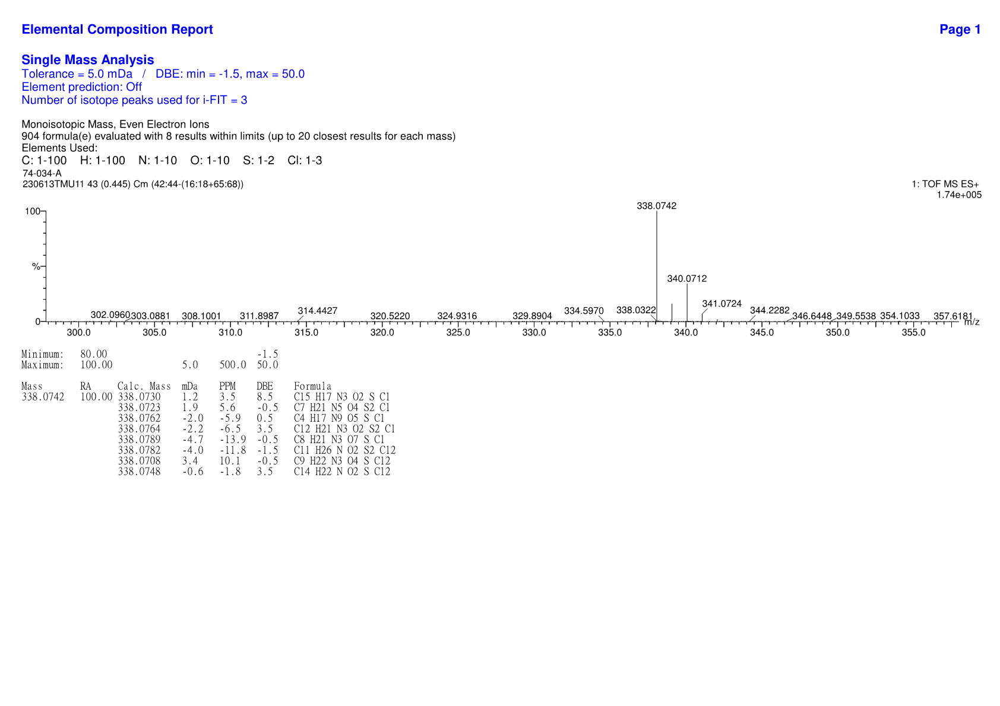 Elemental Composition Report Page 1
Single Mass Analysis
Tolerance = 5.0 mDa / DBE: min = -1.5, max = 50.0
Element prediction: Off
Number of isotope peaks used for i-FIT = 3
Monoisotopic Mass, Even Electron Ions
904 formula(e) evaluated with 8 results within limits (up to 20 closest results for each mass)
Elements Used:
C: 1-100 H: 1-100 N: 1-10 O: 1-10 S: 1-2 Cl: 1-3
74-034-A
230613TMU11 43 (0.445) Cm (42:44-(16:18+65:68)) 1: TOF MS ES+
1.74e+005
100 338.0742
% 340.0712
341.0724
302.0960 303.0881 308.1001 311.8987 314.4427 320.5220 324.9316 329.8904 334.5970 338.0322 344.2282 346.6448 349.5538 354.1033 357.6181
0 m/z
300.0 305.0 310.0 315.0 320.0 325.0 330.0 335.0 340.0 345.0 350.0 355.0
Minimum: 80.00 -1.5
Maximum: 100.00 5.0 500.0 50.0
Mass RA Calc. Mass mDa PPM DBE Formula
338.0742 100.00 338.0730 1.2 3.5 8.5 C15 H17 N3 O2 S Cl
338.0723 1.9 5.6 -0.5 C7 H21 N5 O4 S2 Cl
338.0762 -2.0 -5.9 0.5 C4 H17 N9 O5 S Cl
338.0764 -2.2 -6.5 3.5 C12 H21 N3 O2 S2 Cl
338.0789 -4.7 -13.9 -0.5 C8 H21 N3 O7 S Cl
338.0782 -4.0 -11.8 -1.5 C11 H26 N O2 S2 Cl2
338.0708 3.4 10.1 -0.5 C9 H22 N3 O4 S Cl2
338.0748 -0.6 -1.8 3.5 C14 H22 N O2 S Cl2